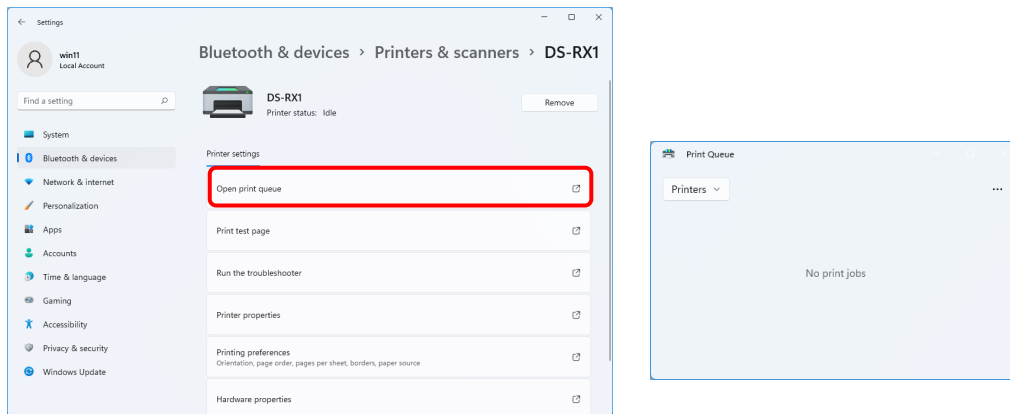 Settings
win11
Local Account
Find a setting
System
Bluetooth & devices
Network & internet
Personalization
Apps
Accounts
Time & language
Gaming
Accessibility
Privacy & security
Windows Update
Bluetooth & devices > Printers & scanners > DS-RX1
DS-RX1
Printer status: Idle
Remove
Printer settings
Open print queue
Print test page
Run the troubleshooter
Printer properties
Printing preferences
Orientation, page order, pages per sheet, borders, paper source
Hardware properties
Print Queue
Printers
No print jobs